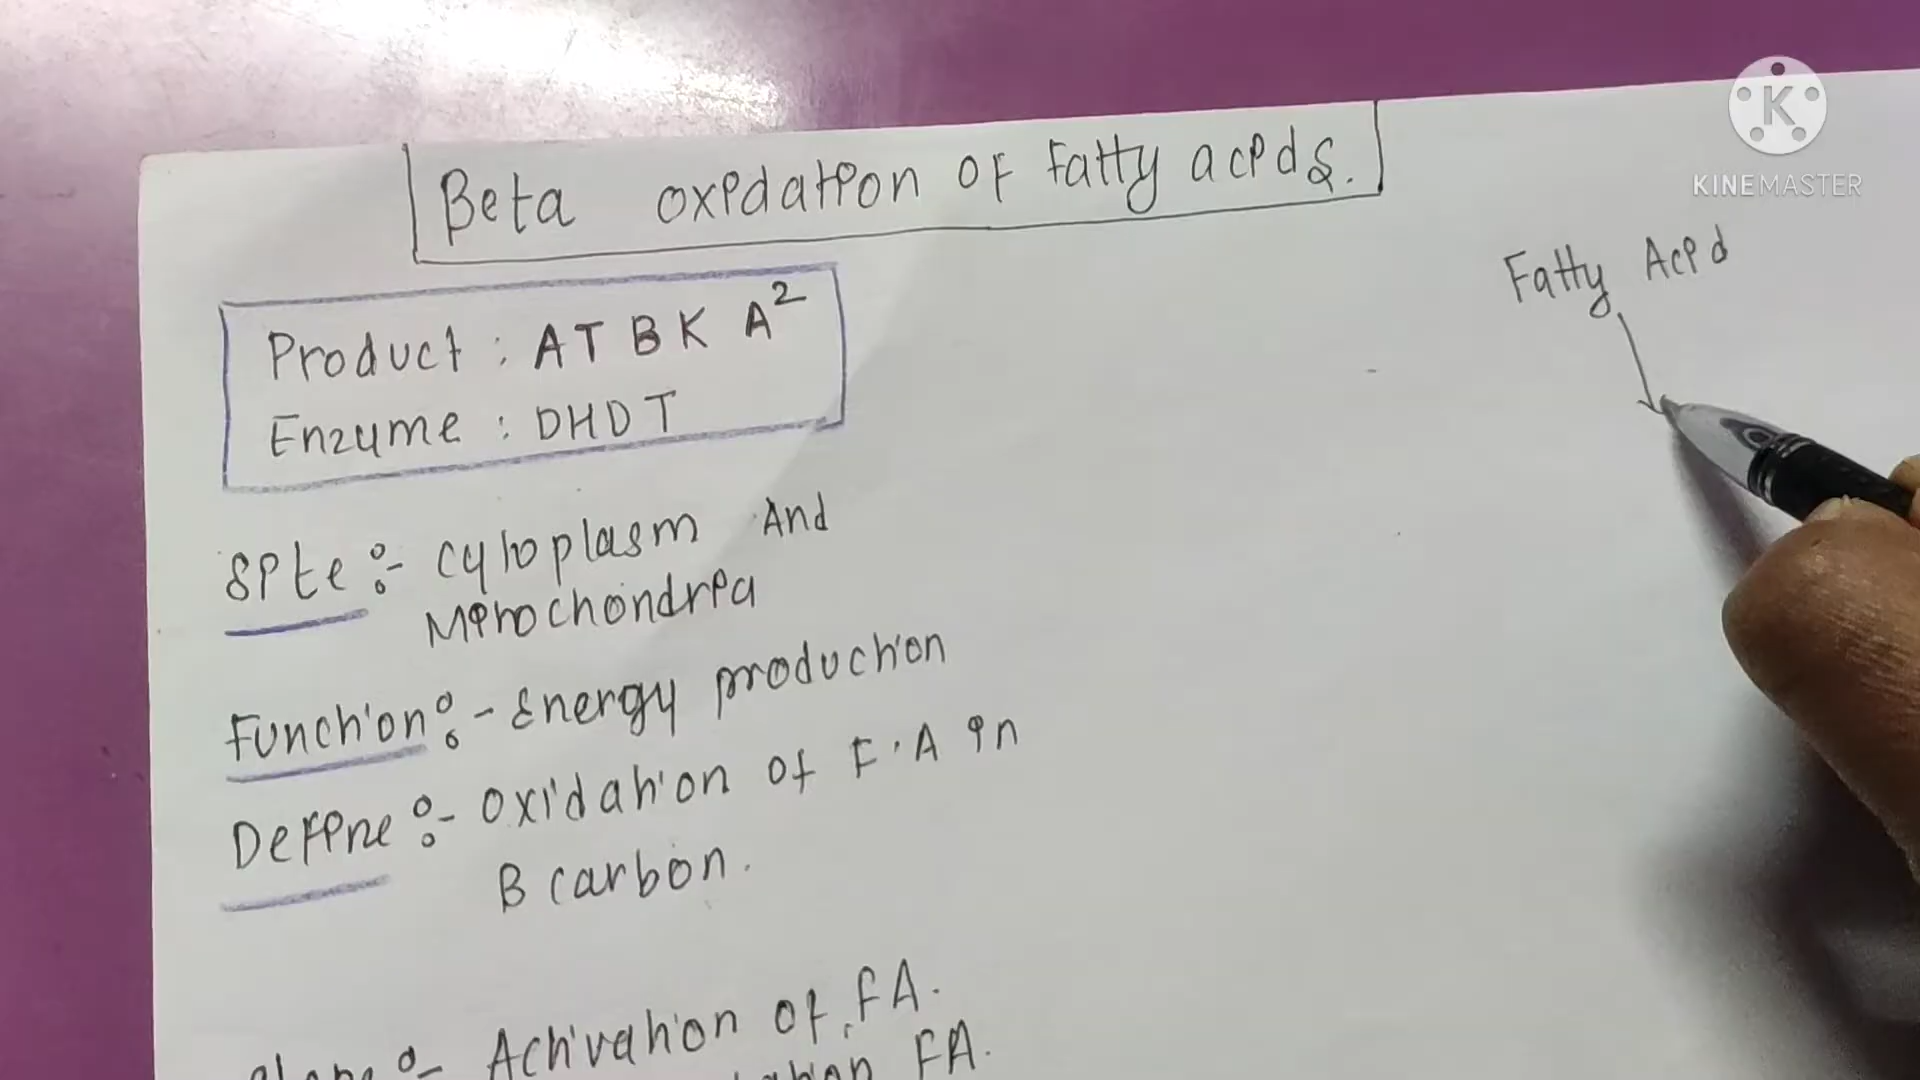 Beta oxidation of fatty acids.
KINEMASTER
Fatty Acid
Product : A T B K A²
Enzyme : DHDT
Site :- Cytoplasm And
Mitochondria
Function :- Energy production
Define :- Oxidation of F.A in
B carbon.
Activation of FA.
FA.